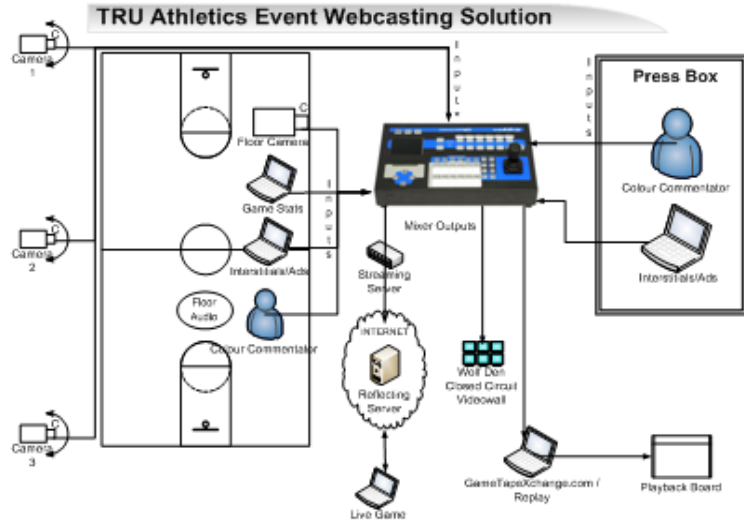 TRU Athletics Event Webcasting Solution
Camera
1
C
Inputs
Inputs
Press Box
Floor Camera
C
Colour Commentator
Game Stats
Inputs
Mixer Outputs
Camera
2
C
Interstitials/Ads
Streaming
Server
Interstitials/Ads
Floor
Audio
Colour Commentator
INTERNET
Reflecting
Server
Wolf Den
Closed Circuit
Videowall
Camera
3
C
GameTapeXchange.com /
Replay
Playback Board
Live Game